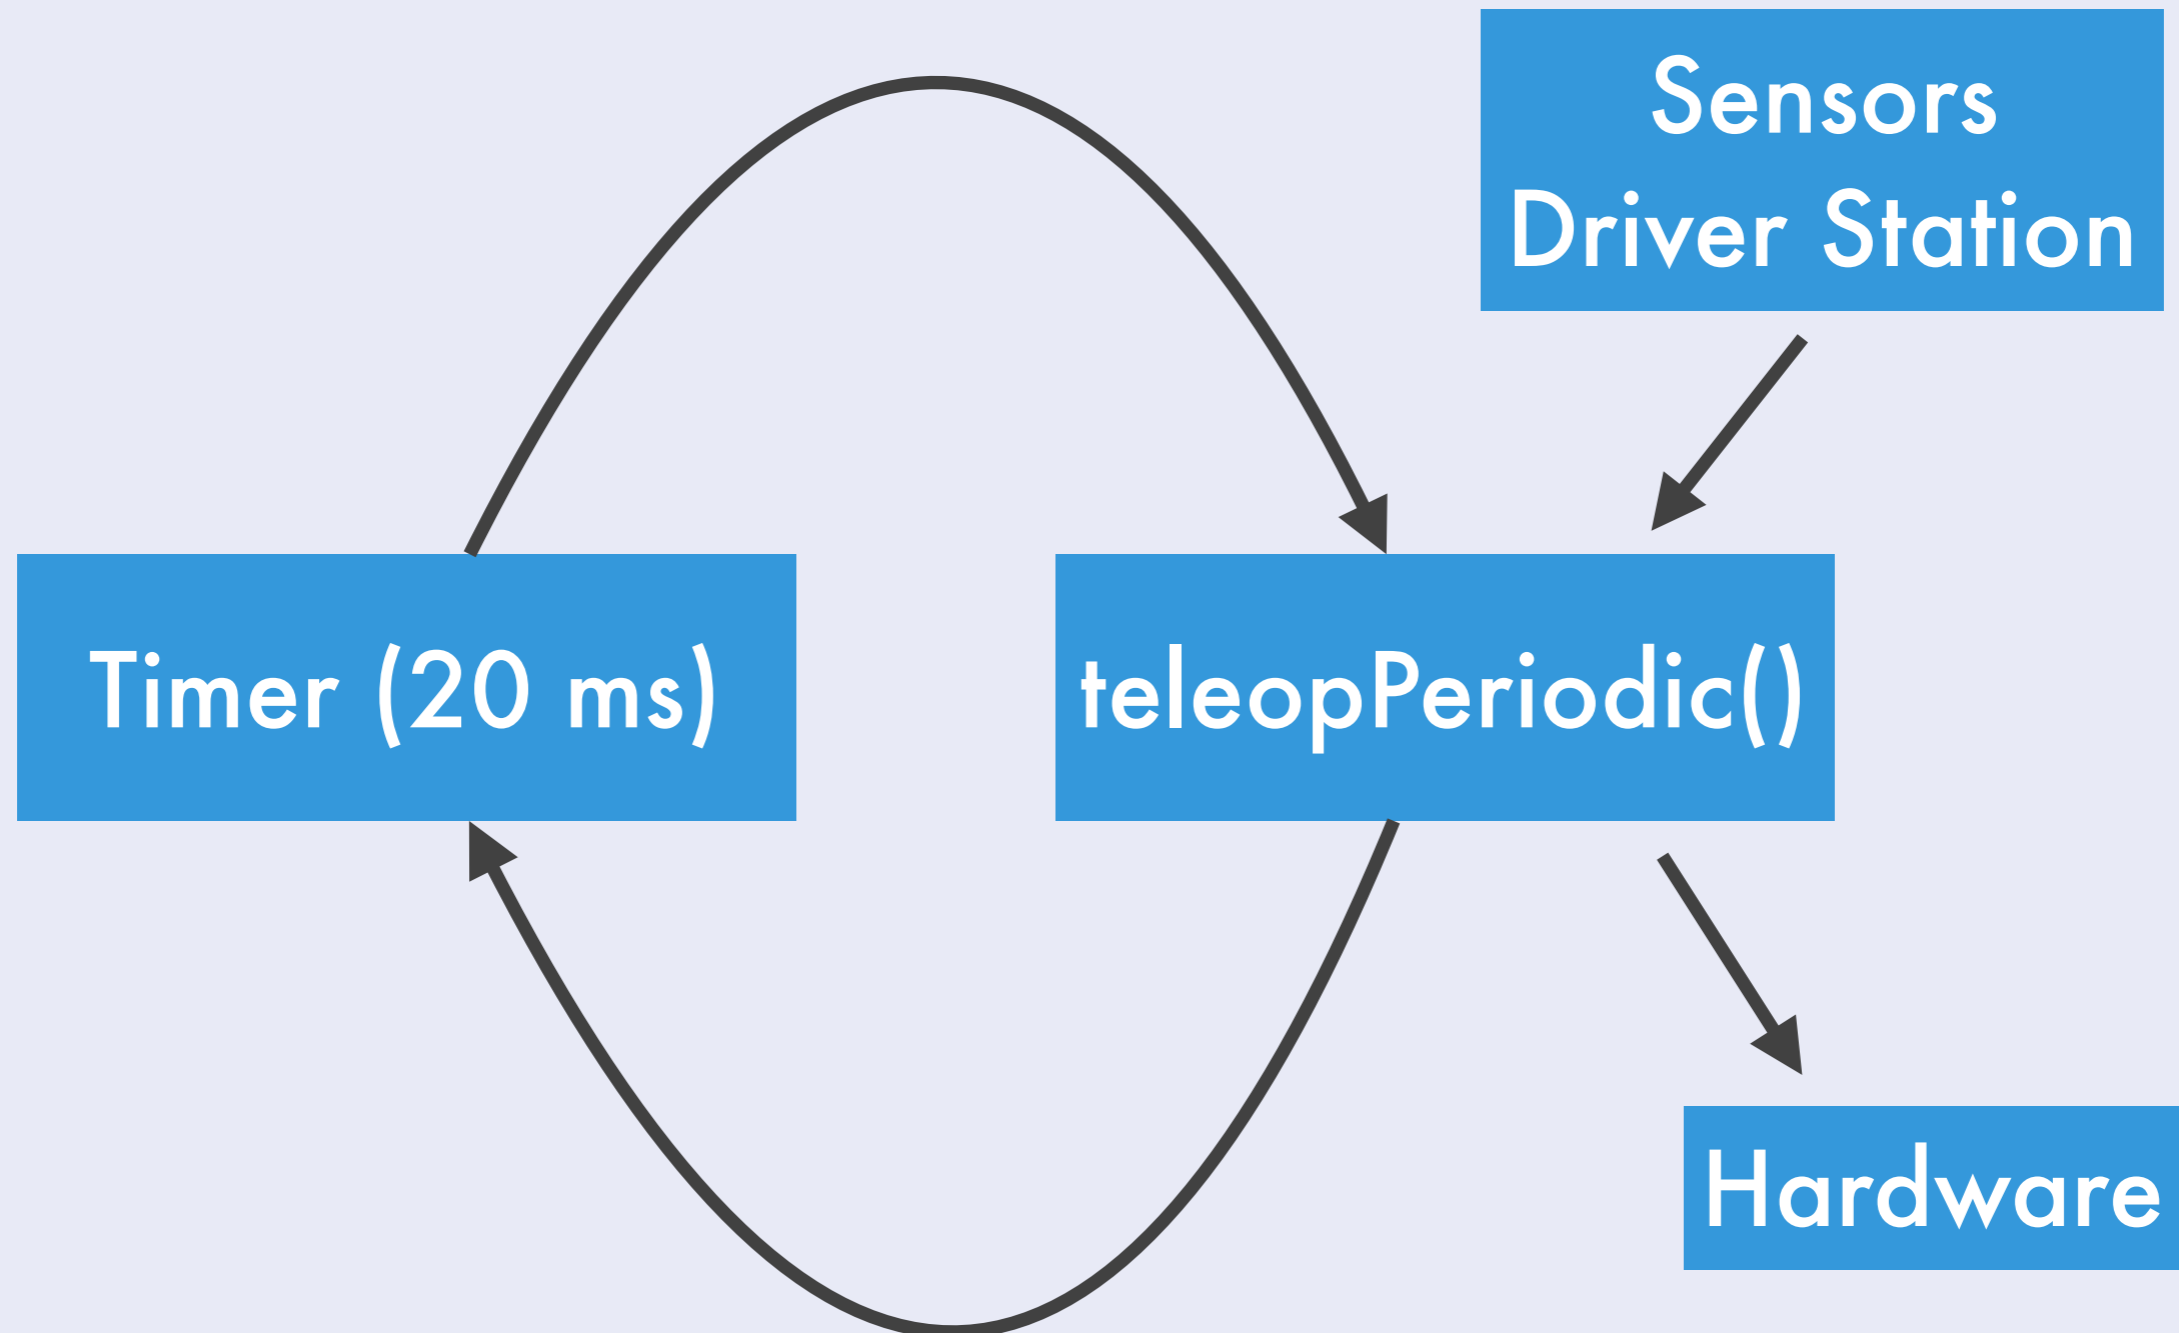 Sensors
Driver Station
Timer (20 ms)
teleopPeriodic()
Hardware